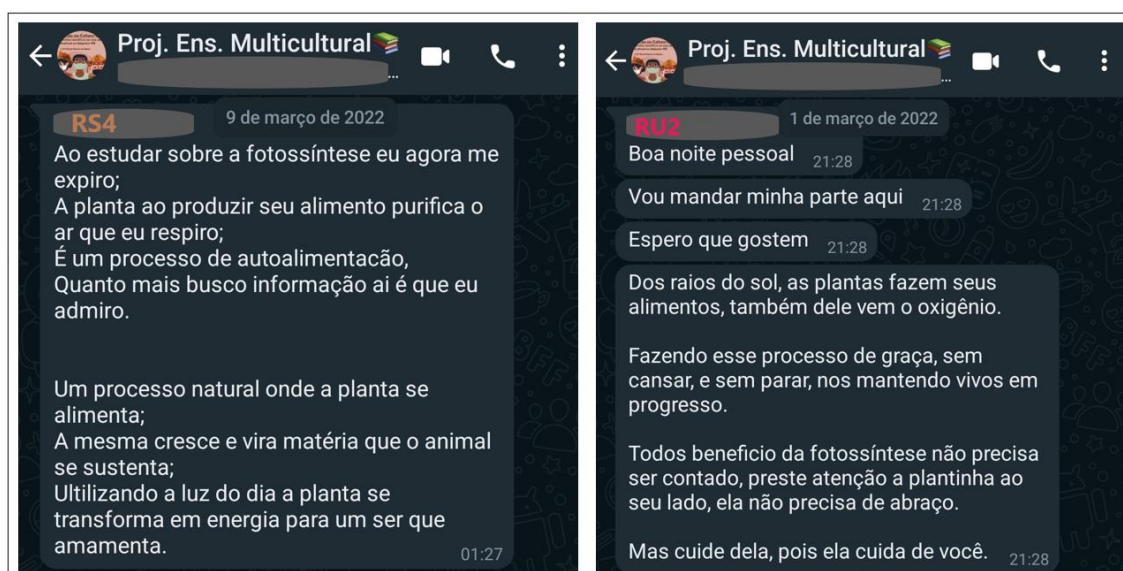 Proj. Ens. Multicultural
...
RS4
9 de março de 2022
Ao estudar sobre a fotossíntese eu agora me
expiro;
A planta ao produzir seu alimento purifica o
ar que eu respiro;
É um processo de autoalimentacão,
Quanto mais busco informação ai é que eu
admiro.
Um processo natural onde a planta se
alimenta;
A mesma cresce e vira matéria que o animal
se sustenta;
Ultilizando a luz do dia a planta se
transforma em energia para um ser que
amamenta.
01:27
Proj. Ens. Multicultural
...
RU2
1 de março de 2022
Boa noite pessoal 21:28
Vou mandar minha parte aqui 21:28
Espero que gostem 21:28
Dos raios do sol, as plantas fazem seus
alimentos, também dele vem o oxigênio.
Fazendo esse processo de graça, sem
cansar, e sem parar, nos mantendo vivos em
progresso.
Todos beneficio da fotossíntese não precisa
ser contado, preste atenção a plantinha ao
seu lado, ela não precisa de abraço.
Mas cuide dela, pois ela cuida de você. 21:28